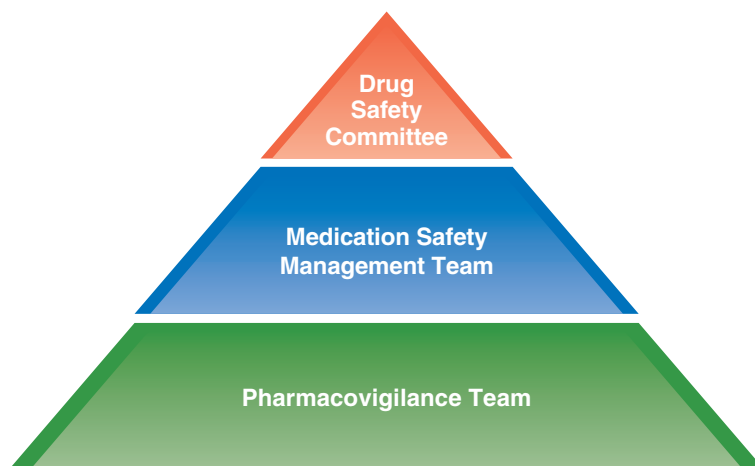 Drug
Safety
Committee
Medication Safety
Management Team
Pharmacovigilance Team